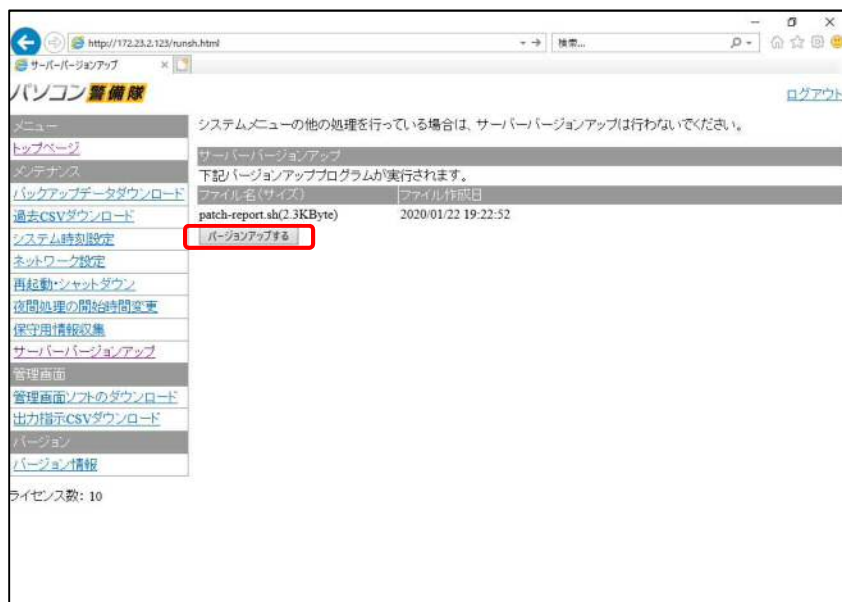 http://172.23.2.123/runsh.html
検索...
サーバーバージョンアップ
パソコン警備隊
ログアウト
メニュー
トップページ
メンテナンス
バックアップデータダウンロード
過去CSVダウンロード
システム時刻設定
ネットワーク設定
再起動・シャットダウン
夜間処理の開始時間変更
保守用情報収集
サーバーバージョンアップ
管理画面
管理画面ソフトのダウンロード
出力指示CSVダウンロード
バージョン
バージョン情報
ライセンス数: 10
システムメニューの他の処理を行っている場合は、サーバーバージョンアップは行わないでください。
サーバーバージョンアップ
下記バージョンアッププログラムが実行されます。
ファイル名(サイズ) ファイル作成日
patch-report.sh(2.3KByte) 2020/01/22 19:22:52
バージョンアップする